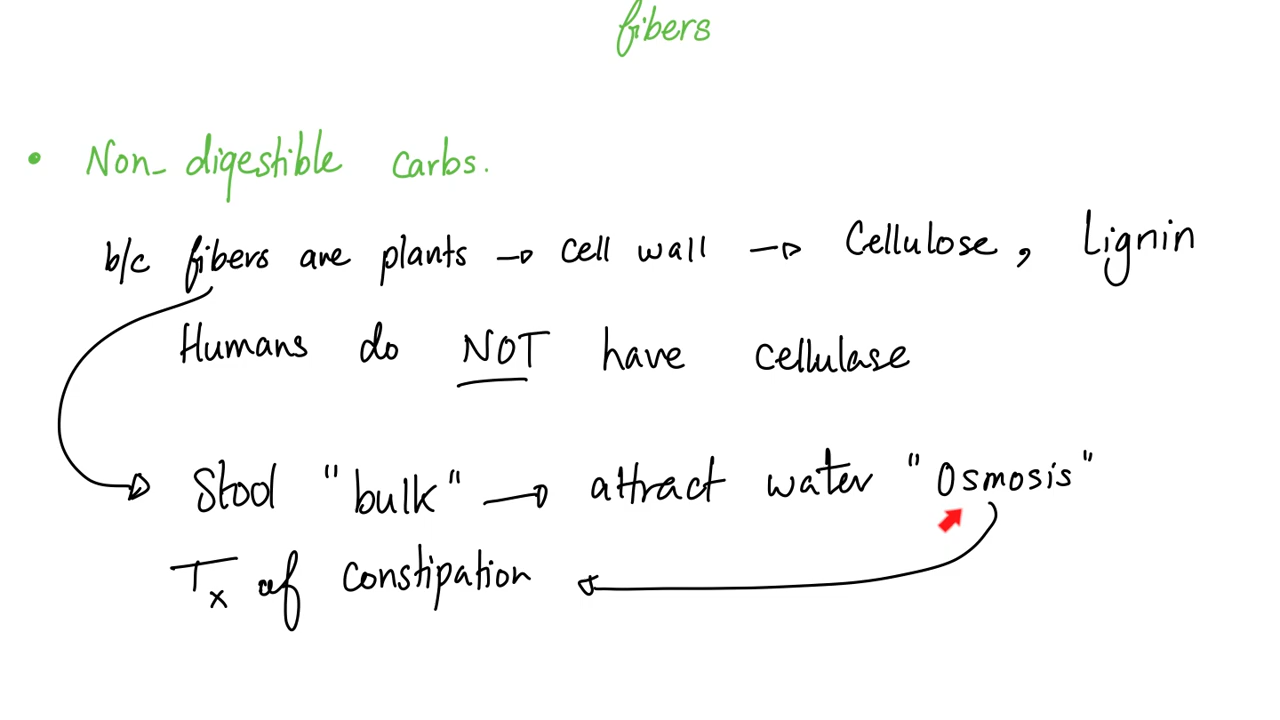 fibers
• Non-digestible carbs.
b/c fibers are plants → cell wall → Cellulose, Lignin
Humans do NOT have cellulase
→ Stool "bulk" → attract water "Osmosis"
Tx of constipation ←